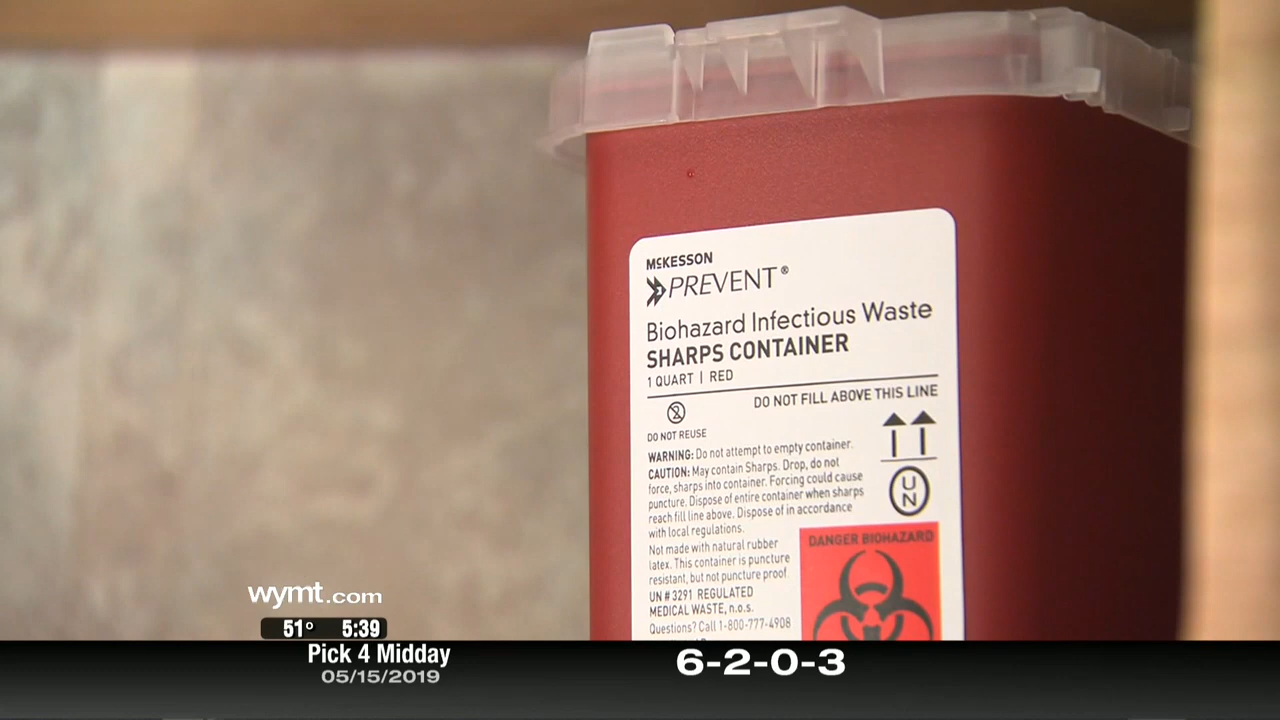 McKESSON
PREVENT®
Biohazard Infectious Waste
SHARPS CONTAINER
1 QUART | RED
DO NOT FILL ABOVE THIS LINE
2
DO NOT REUSE
WARNING: Do not attempt to empty container.
CAUTION: May contain Sharps. Drop, do not
force, sharps into container. Forcing could cause
puncture. Dispose of entire container when sharps
reach fill line above. Dispose of in accordance
with local regulations.
Not made with natural rubber
latex. This container is puncture
resistant, but not puncture proof
UN # 3291 REGULATED
MEDICAL WASTE, n.o.s.
Questions? Call 1-800-777-4908
UN
DANGER BIOHAZARD
wymt.com
51° 5:39
Pick 4 Midday
05/15/2019
6-2-0-3